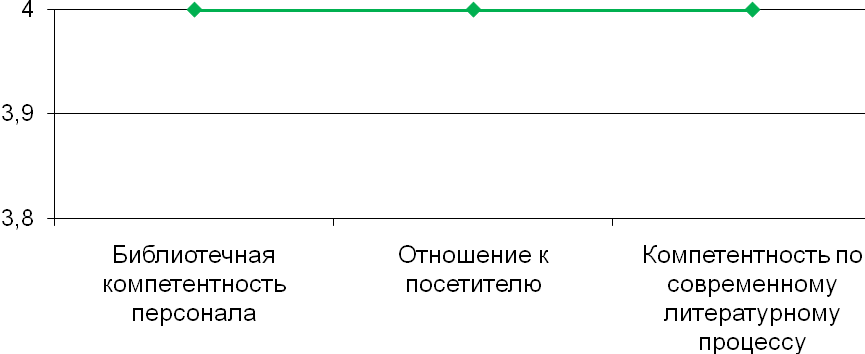 4
3,9
3,8
Библиотечная
компетентность
персонала
Отношение к
посетителю
Компетентность по
современному
литературному
процессу